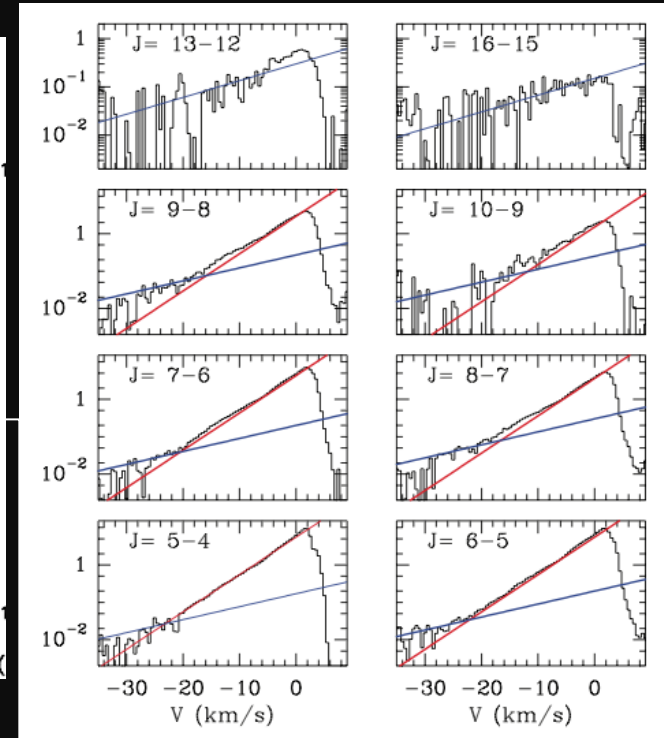 J= 13−12
J= 16−15
1
10⁻¹
10⁻²
J= 9−8
J= 10−9
1
10⁻²
J= 7−6
J= 8−7
1
10⁻²
J= 5−4
J= 6−5
1
10⁻²
−30 −20 −10 0
−30 −20 −10 0
V (km/s)
V (km/s)